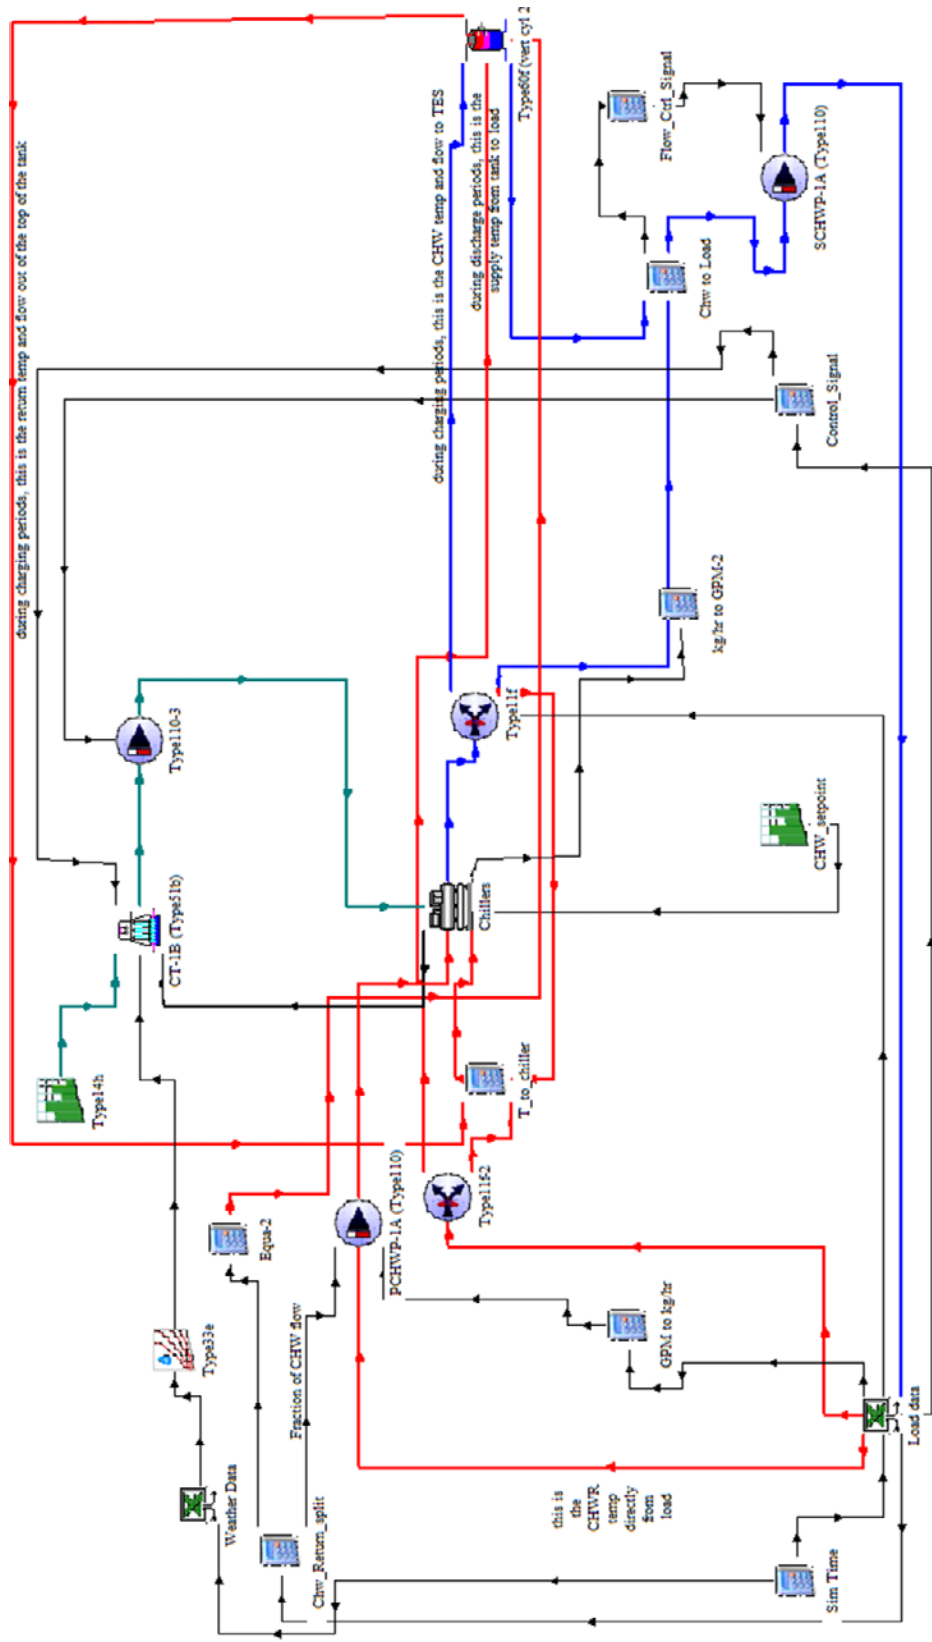 during charging periods, this is the return temp and flow out of the top of the tank
Type60f (vert cyl 2
during charging periods, this is the CHW temp and flow to TES
during discharge periods, this is the
supply temp from tank to load
Flow_Ctrl_Signal
SCHWP-1A (Type110)
Chw to Load
Control_Signal
Type110-3
CT-1B (Type51b)
Type14h
Type11f
kg/hr to GPM-2
Chillers
CHW_setpoint
T_to_chiller
Type11f-2
PCHWP-1A (Type110)
Equa-2
Type33e
Fraction of CHW flow
GPM to kg/hr
Weather Data
Chw_Return_split
this is
the
CHWR
temp
directly
from
load
Load data
Sim Time